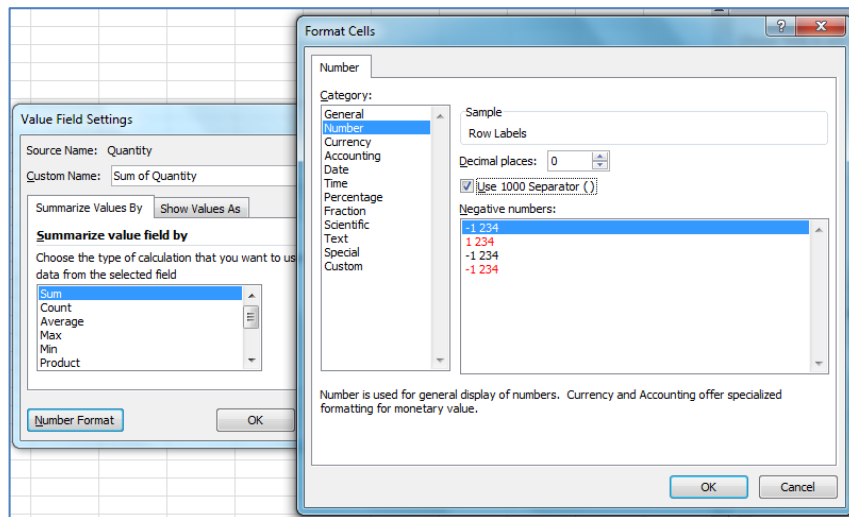 Format Cells
Number
Category:
General
Number
Currency
Accounting
Date
Time
Percentage
Fraction
Scientific
Text
Special
Custom
Sample
Row Labels
Decimal places: 0
Use 1000 Separator ( )
Negative numbers:
-1 234
1 234
-1 234
-1 234
Number is used for general display of numbers. Currency and Accounting offer specialized
formatting for monetary value.
OK
Cancel
Value Field Settings
Source Name: Quantity
Custom Name: Sum of Quantity
Summarize Values By
Show Values As
Summarize value field by
Choose the type of calculation that you want to us
data from the selected field
Sum
Count
Average
Max
Min
Product
Number Format
OK